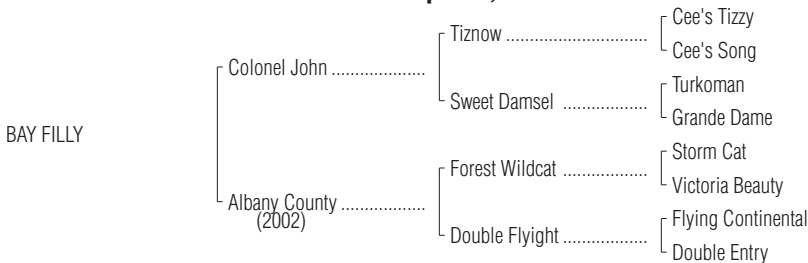 Cee's Tizzy
Tiznow ..............................
Cee's Song
Colonel John ....................
Turkoman
Sweet Damsel ..................
Grande Dame
BAY FILLY
Storm Cat
Forest Wildcat ..................
Victoria Beauty
Albany County ..................
(2002)
Flying Continental
Double Flyight ..................
Double Entry